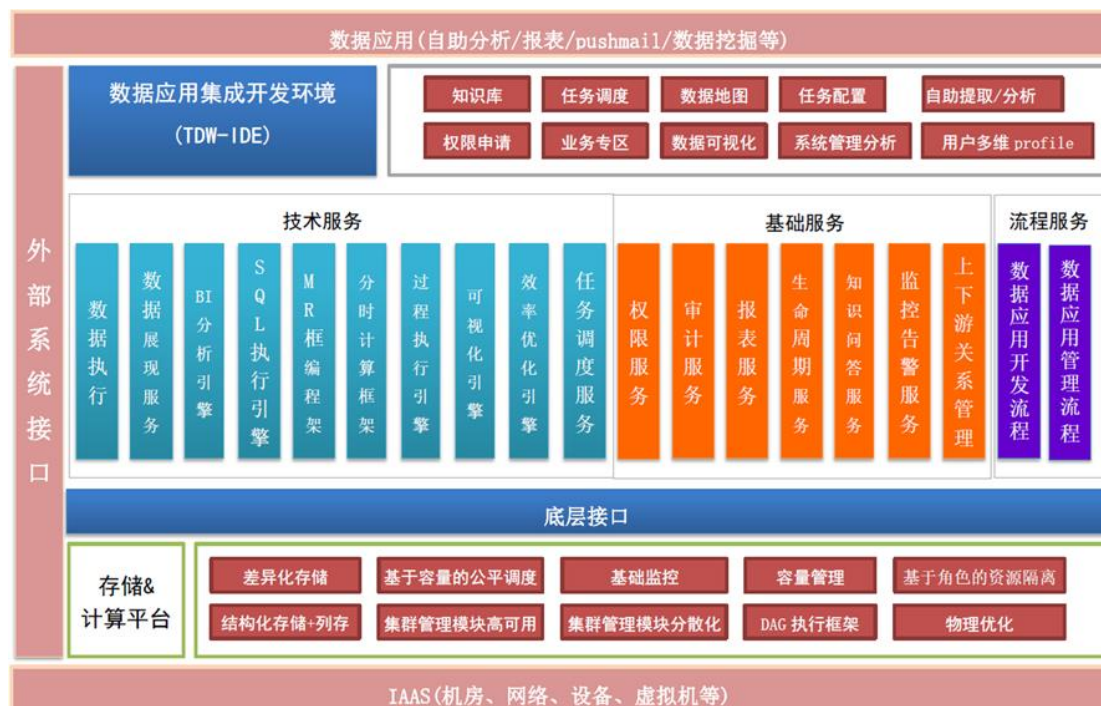 数据应用(自助分析/报表/pushmail/数据挖掘等)
外部系统接口
数据应用集成开发环境
(TDW-IDE)
知识库
任务调度
数据地图
任务配置
自助提取/分析
权限申请
业务专区
数据可视化
系统管理分析
用户多维 profile
技术服务
数据执行
数据展现服务
BI分析引擎
SQL执行引擎
MR框编程架
分时计算框架
过程执行引擎
可视化引擎
效率优化引擎
任务调度服务
基础服务
权限服务
审计服务
报表服务
生命周期服务
知识问答服务
监控告警服务
上下游关系管理
流程服务
数据应用开发流程
数据应用管理流程
底层接口
存储&
计算平台
差异化存储
基于容量的公平调度
基础监控
容量管理
基于角色的资源隔离
结构化存储+列存
集群管理模块高可用
集群管理模块分散化
DAG 执行框架
物理优化
IAAS(机房、网络、设备、虚拟机等)